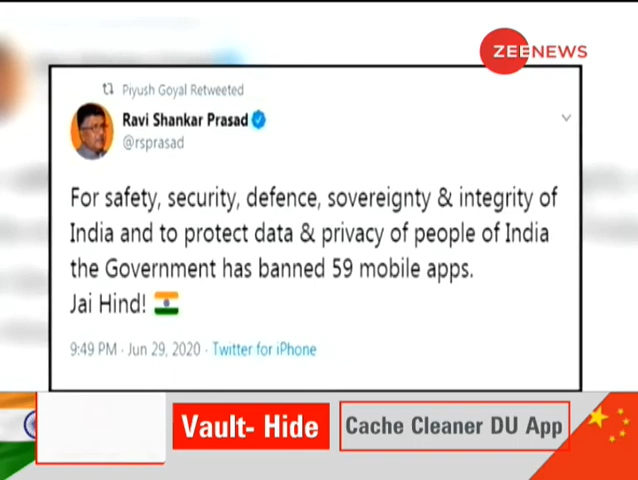 ZEE NEWS
Piyush Goyal Retweeted
Ravi Shankar Prasad
@rsprasad
For safety, security, defence, sovereignty & integrity of
India and to protect data & privacy of people of India
the Government has banned 59 mobile apps.
Jai Hind!
9:49 PM · Jun 29, 2020 · Twitter for iPhone
Vault- Hide
Cache Cleaner DU App